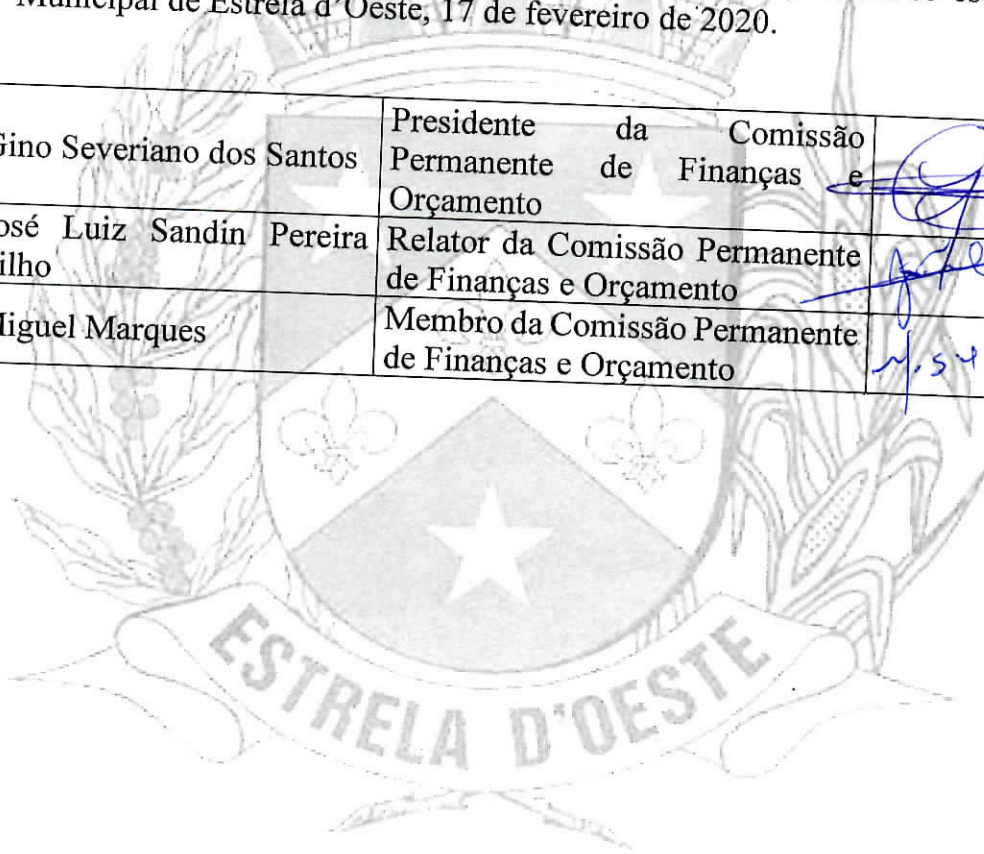 Municipal de Estrela d'Oeste, 17 de fevereiro de 2020.
Gino Severiano dos Santos
Presidente da Comissão
Permanente de Finanças e
Orçamento
José Luiz Sandin Pereira
Filho
Relator da Comissão Permanente
de Finanças e Orçamento
Miguel Marques
Membro da Comissão Permanente
de Finanças e Orçamento
ESTRELA D'OESTE